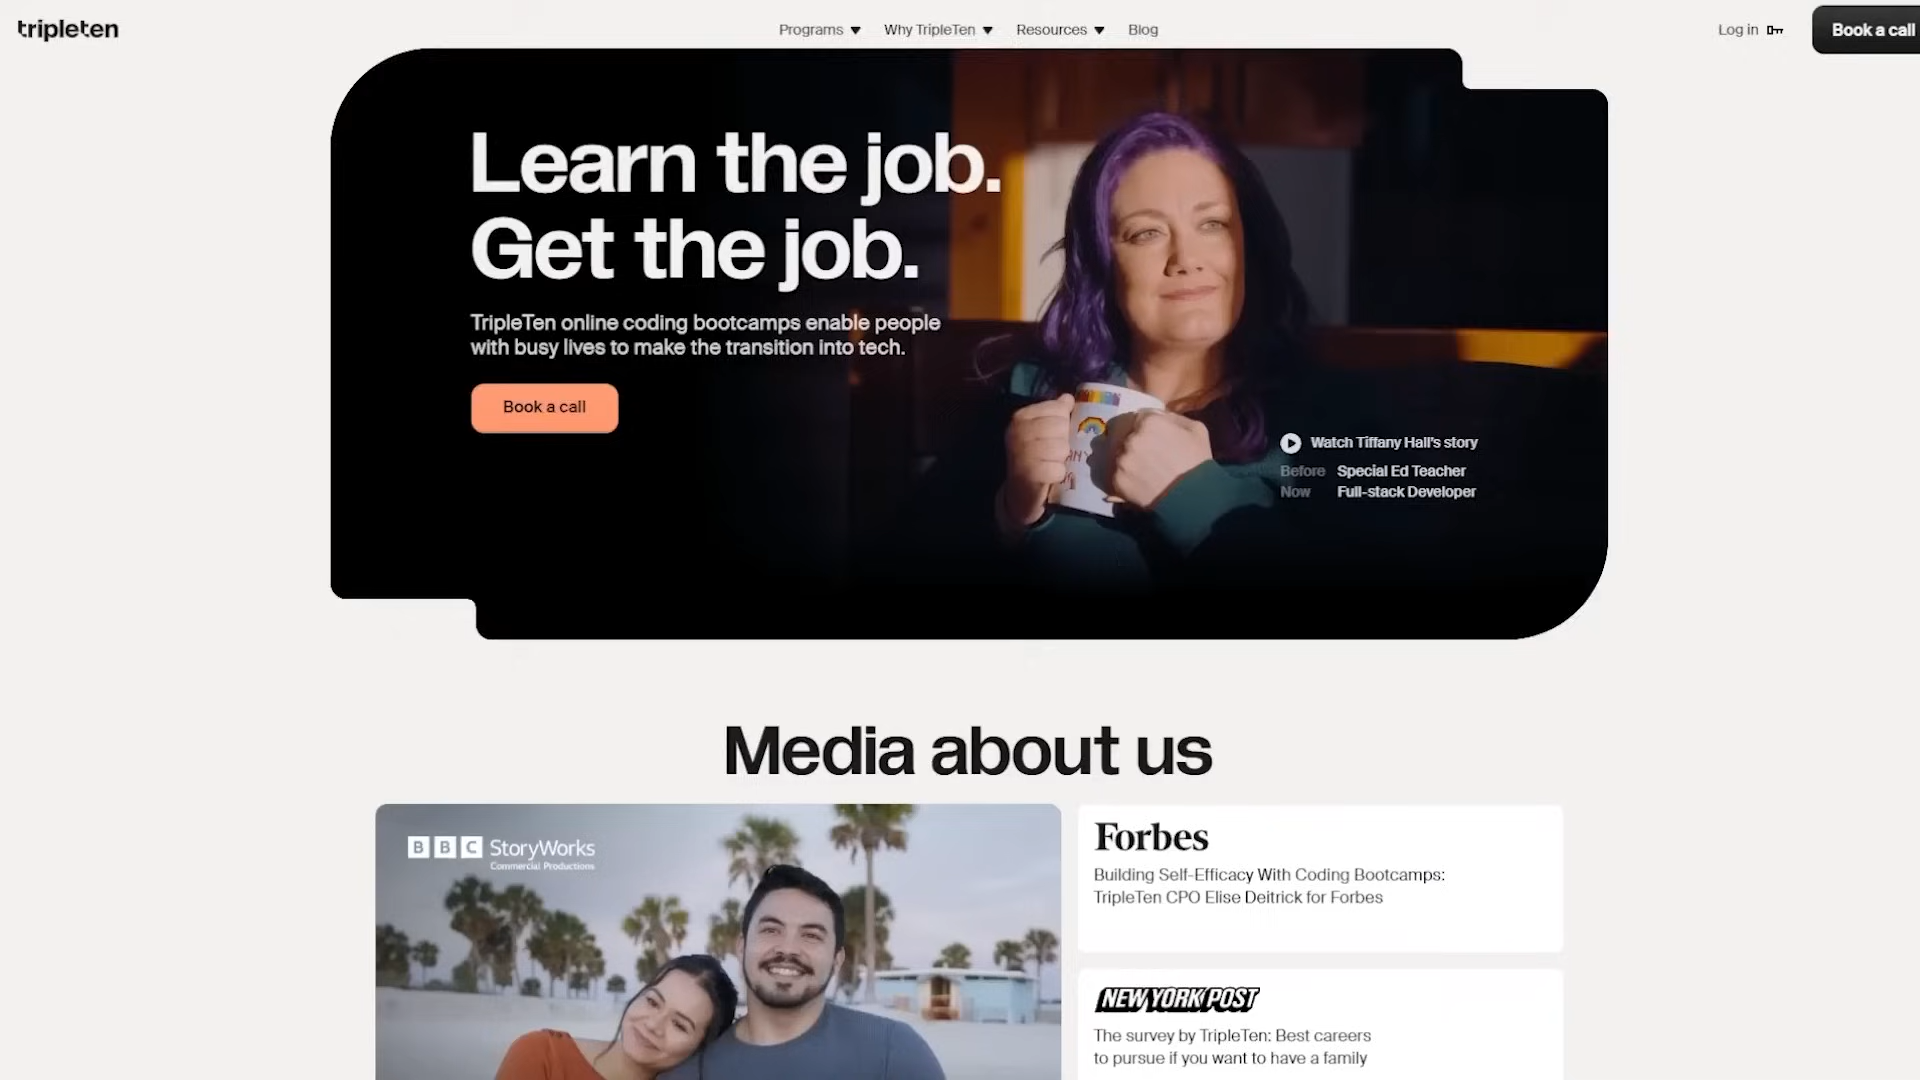 tripleten
Programs
Why TripleTen
Resources
Blog
Log in
Book a call
Learn the job.
Get the job.
TripleTen online coding bootcamps enable people
with busy lives to make the transition into tech.
Book a call
Watch Tiffany Hall's story
Before Special Ed Teacher
Now Full-stack Developer
Media about us
BBC StoryWorks
Commercial Productions
Forbes
Building Self-Efficacy With Coding Bootcamps:
TripleTen CPO Elise Deitrick for Forbes
NEW YORK POST
The survey by TripleTen: Best careers
to pursue if you want to have a family